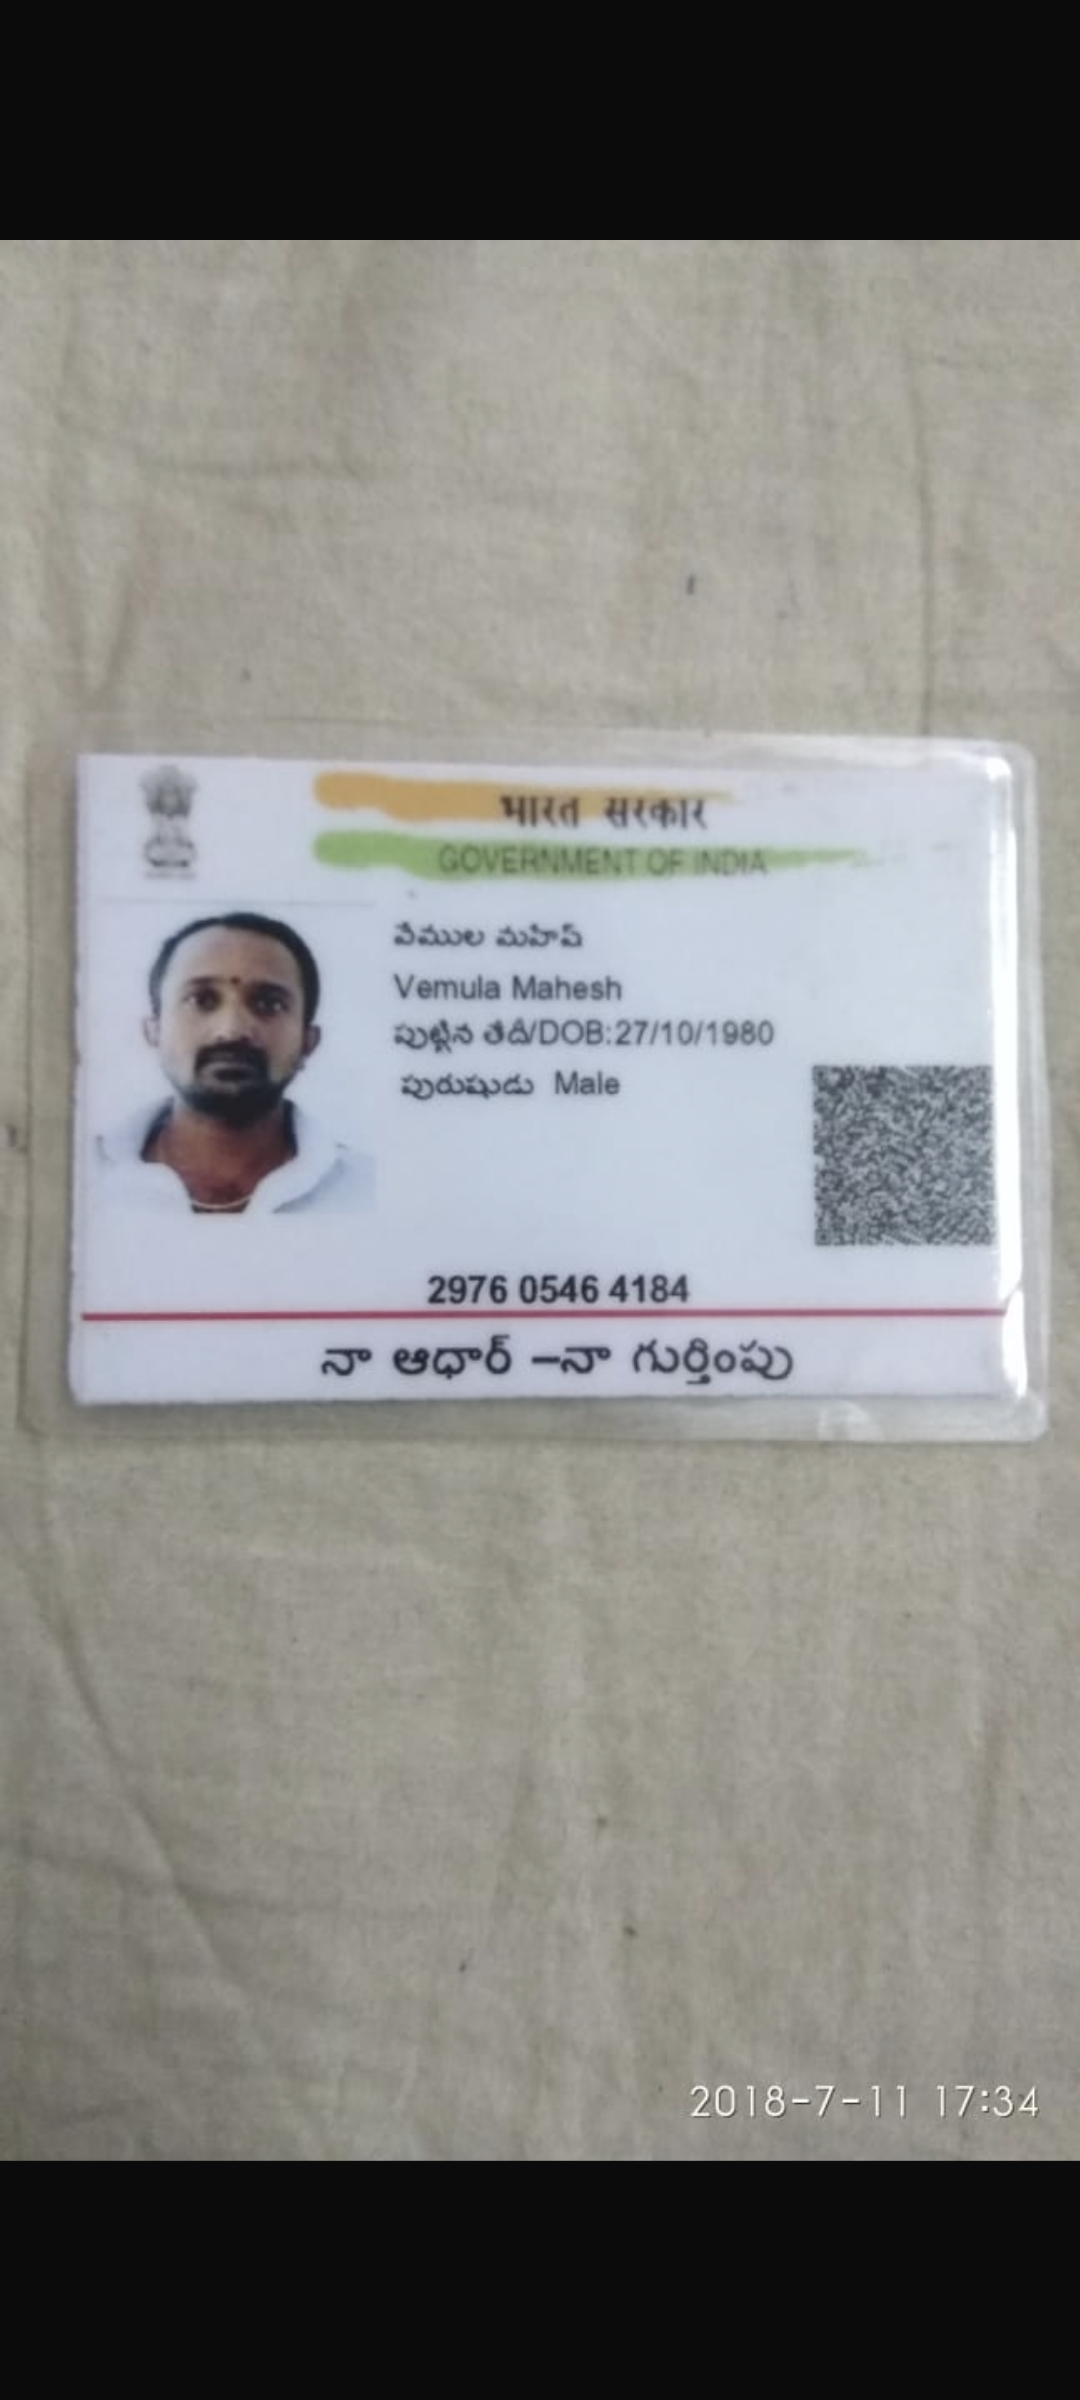 भारत सरकार
GOVERNMENT OF INDIA
వేముల మహేష్
Vemula Mahesh
పుట్టిన తేదీ/DOB:27/10/1980
పురుషుడు Male
2976 0546 4184
నా ఆధార్ –నా గుర్తింపు
2018-7-11 17:34